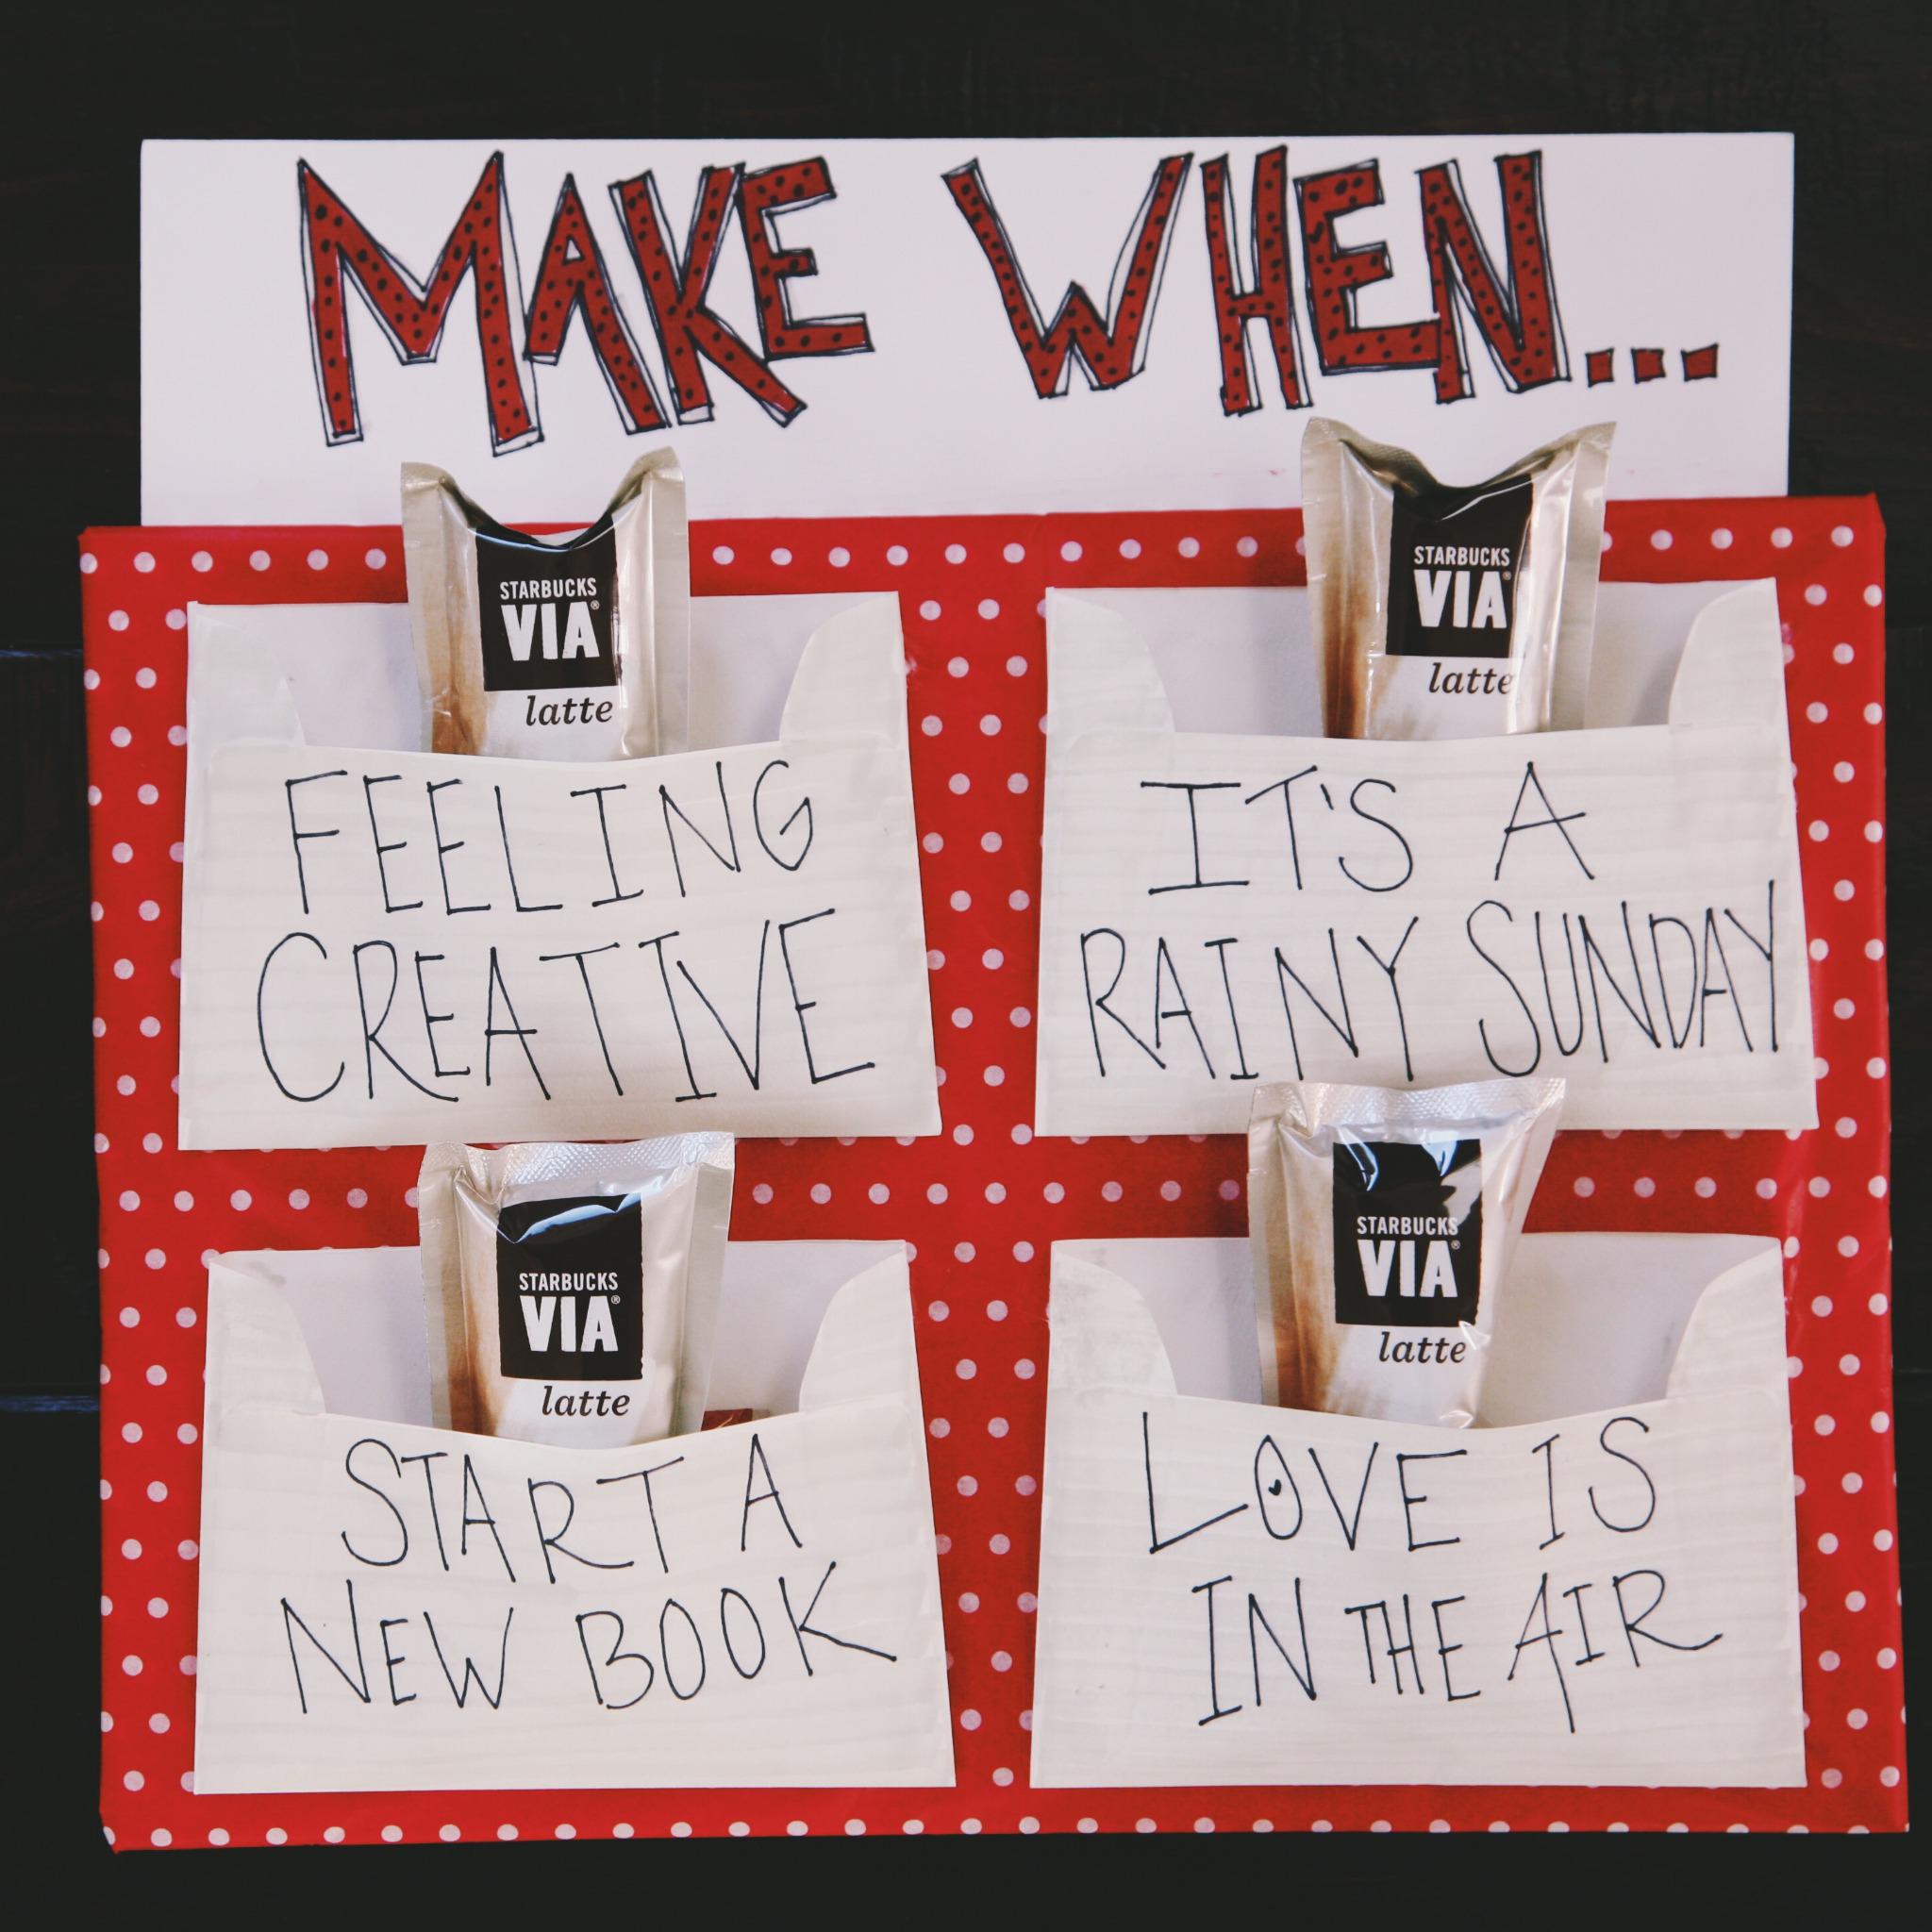 MAKE WHEN...
STARBUCKS
VIA®
latte
FEELING
CREATIVE
STARBUCKS
VIA®
latte
IT'S A
RAINY SUNDAY
STARBUCKS
VIA®
latte
START A
NEW BOOK
STARBUCKS
VIA®
latte
LOVE IS
IN THE AIR